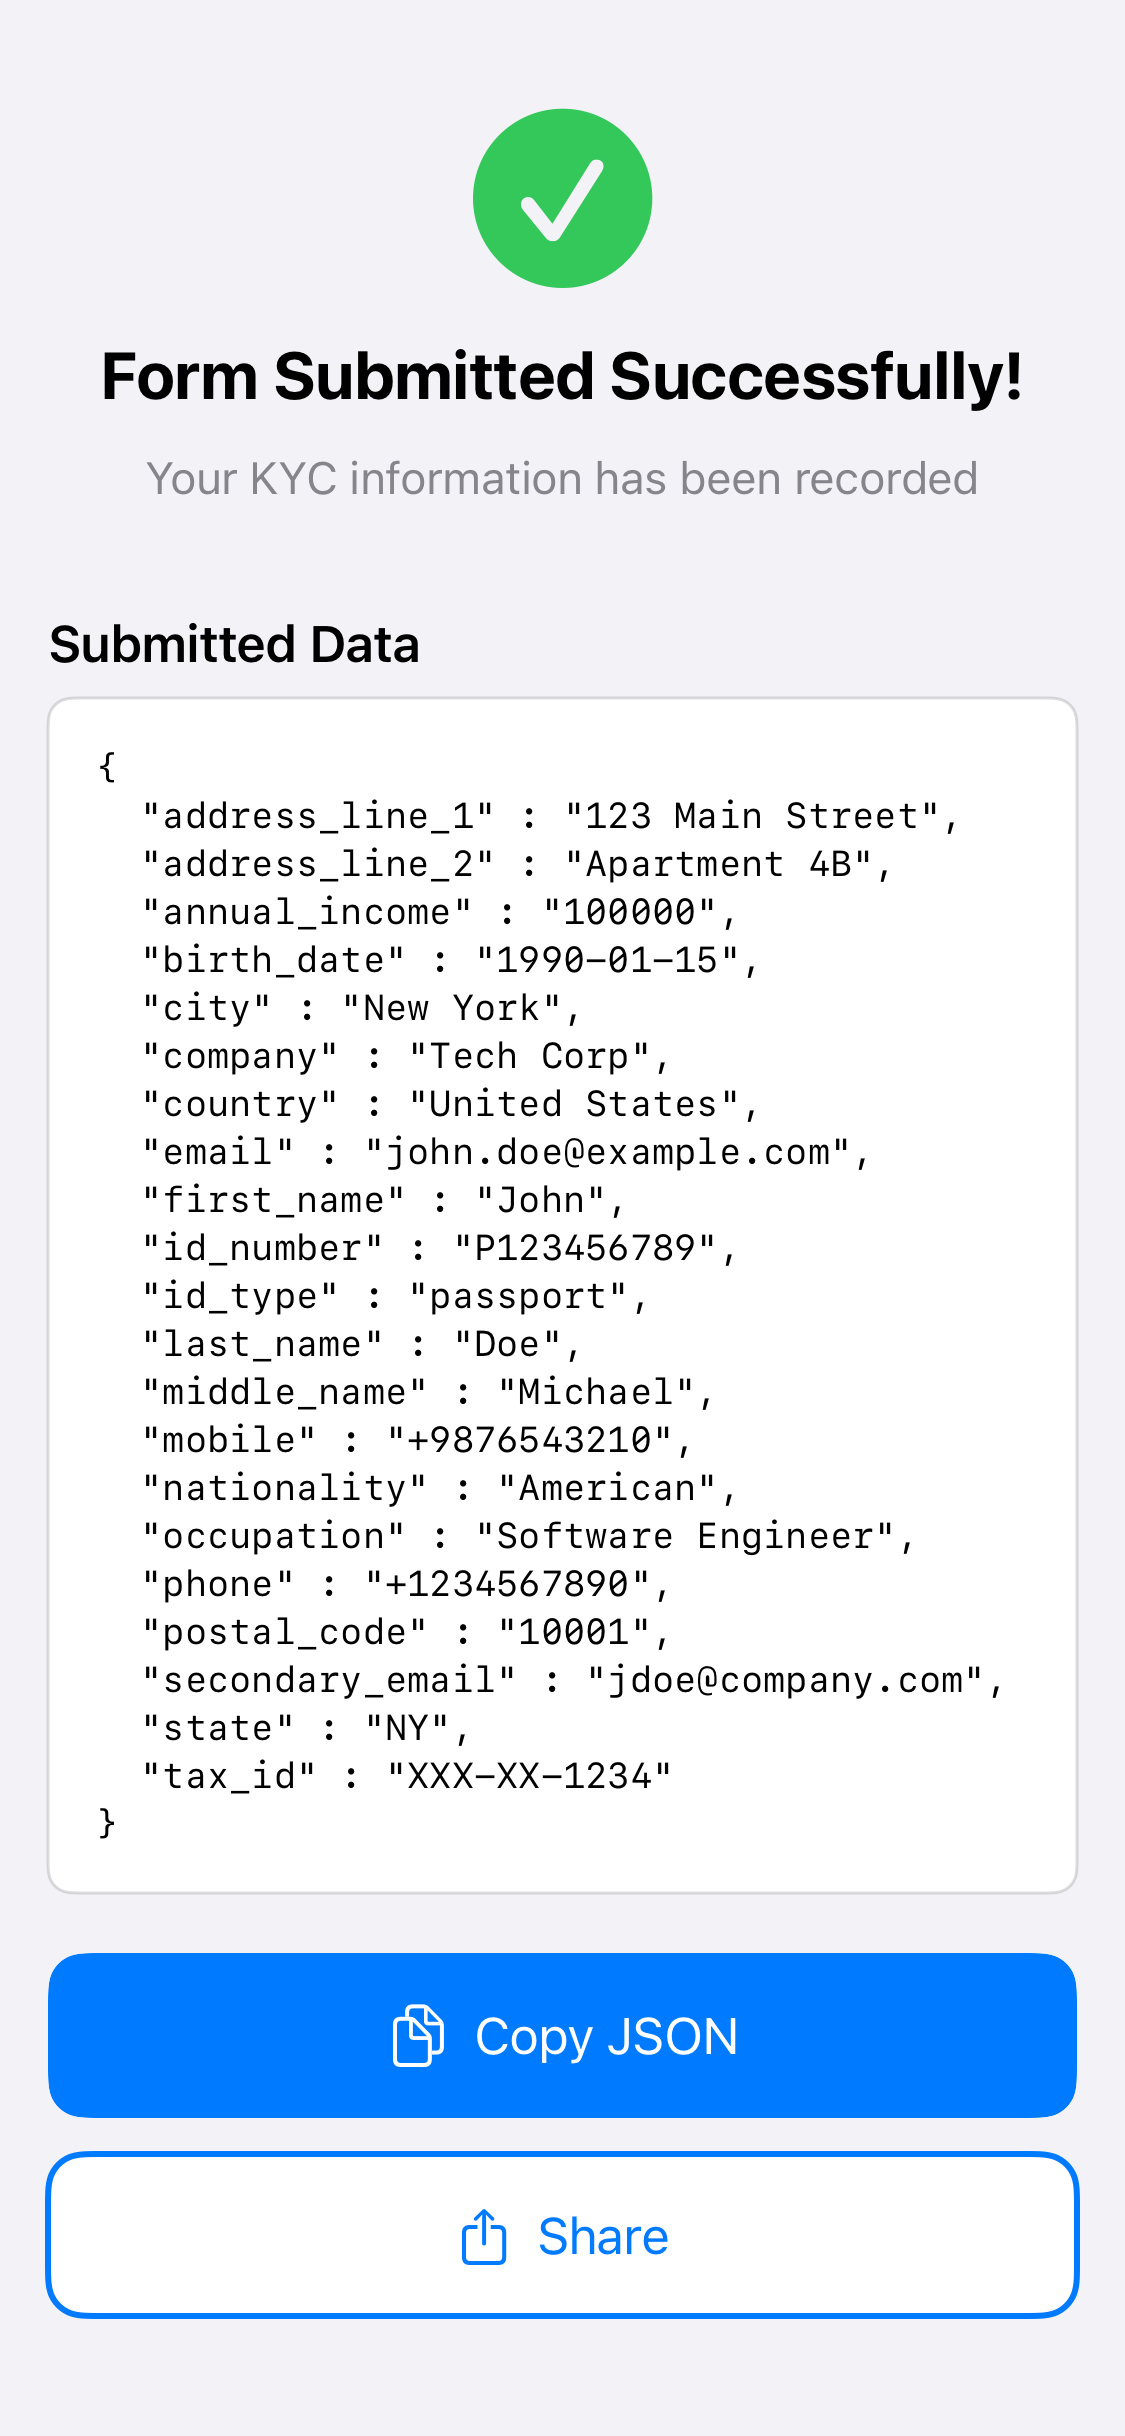 Form Submitted Successfully!
Your KYC information has been recorded
Submitted Data
{
  "address_line_1" : "123 Main Street",
  "address_line_2" : "Apartment 4B",
  "annual_income" : "100000",
  "birth_date" : "1990-01-15",
  "city" : "New York",
  "company" : "Tech Corp",
  "country" : "United States",
  "email" : "john.doe@example.com",
  "first_name" : "John",
  "id_number" : "P123456789",
  "id_type" : "passport",
  "last_name" : "Doe",
  "middle_name" : "Michael",
  "mobile" : "+9876543210",
  "nationality" : "American",
  "occupation" : "Software Engineer",
  "phone" : "+1234567890",
  "postal_code" : "10001",
  "secondary_email" : "jdoe@company.com",
  "state" : "NY",
  "tax_id" : "XXX-XX-1234"
}
Copy JSON
Share